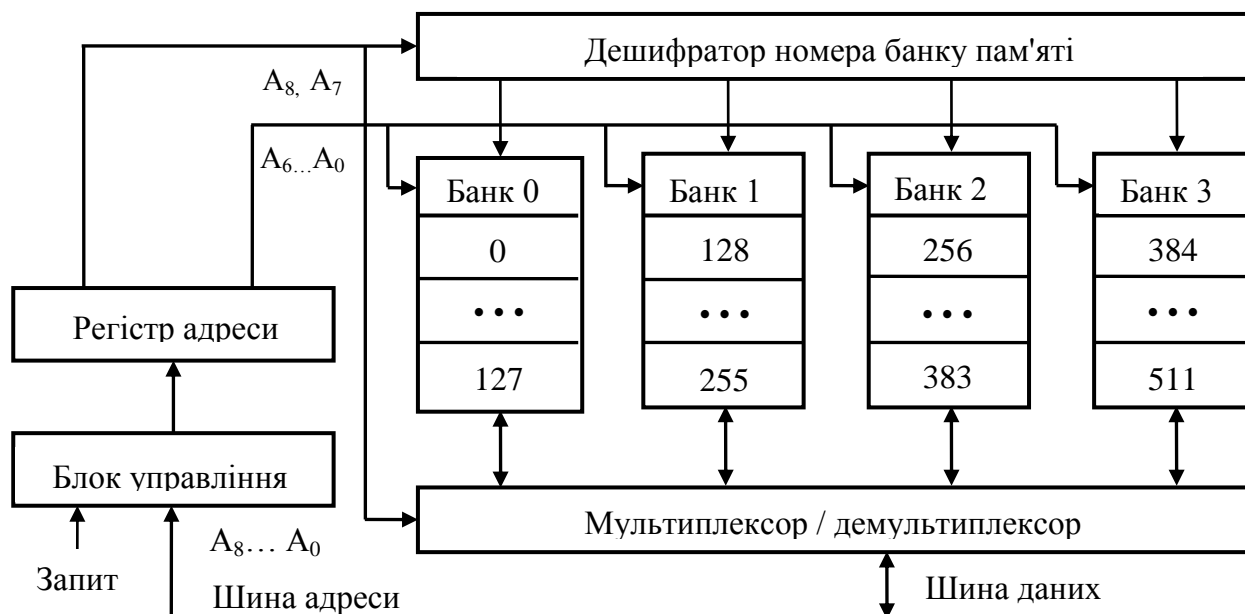 Дешифратор номера банку пам'яті
A₈, A₇
A₆…A₀
Банк 0
Банк 1
Банк 2
Банк 3
0
128
256
384
• • •
• • •
• • •
• • •
127
255
383
511
Регістр адреси
Блок управління
Мультиплексор / демультиплексор
A₈… A₀
Запит
Шина адреси
Шина даних